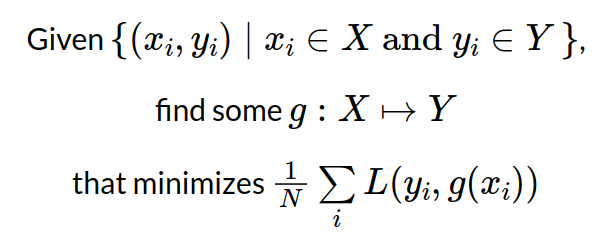 Given {(xᵢ, yᵢ) | xᵢ ∈ X and yᵢ ∈ Y},
find some g : X ↦ Y
that minimizes 1/N ∑ᵢ L(yᵢ, g(xᵢ))